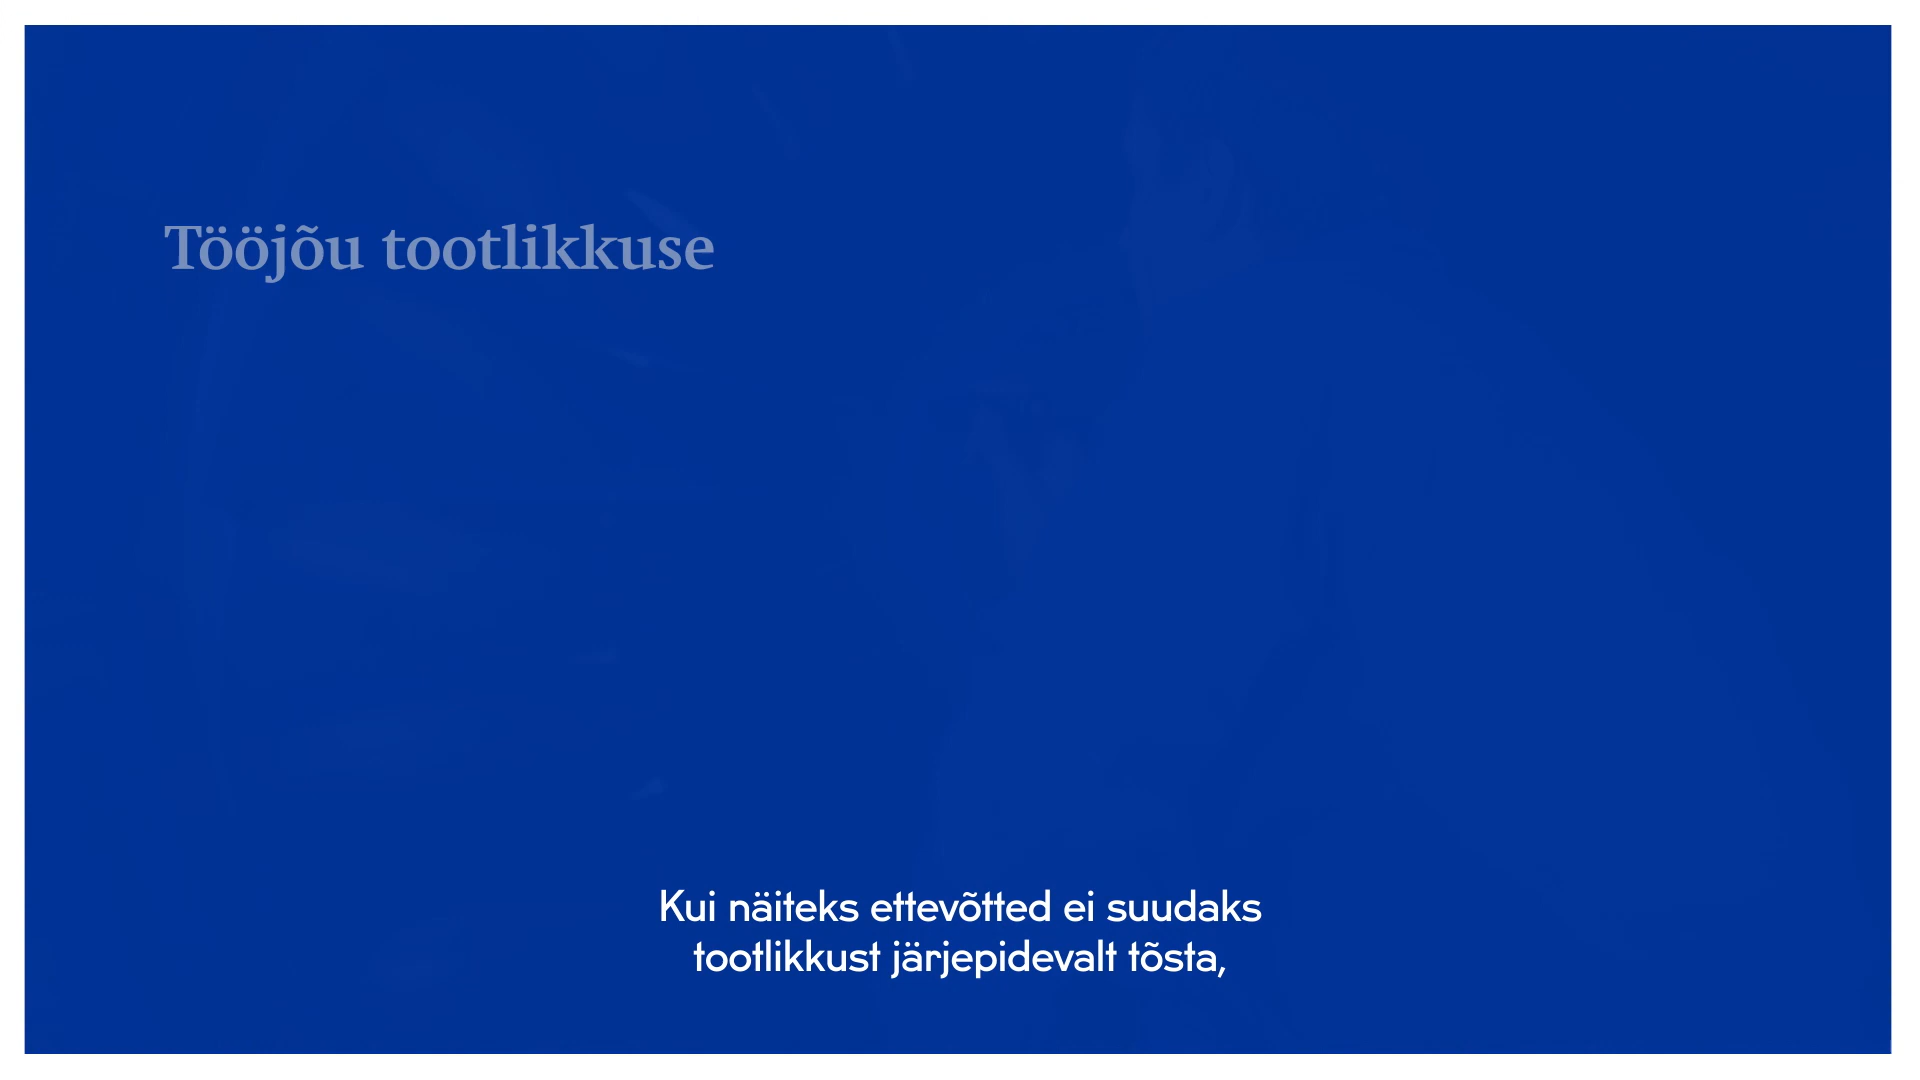 Tööjõu tootlikkuse
Kui näiteks ettevõtted ei suudaks
tootlikkust järjepidevalt tõsta,